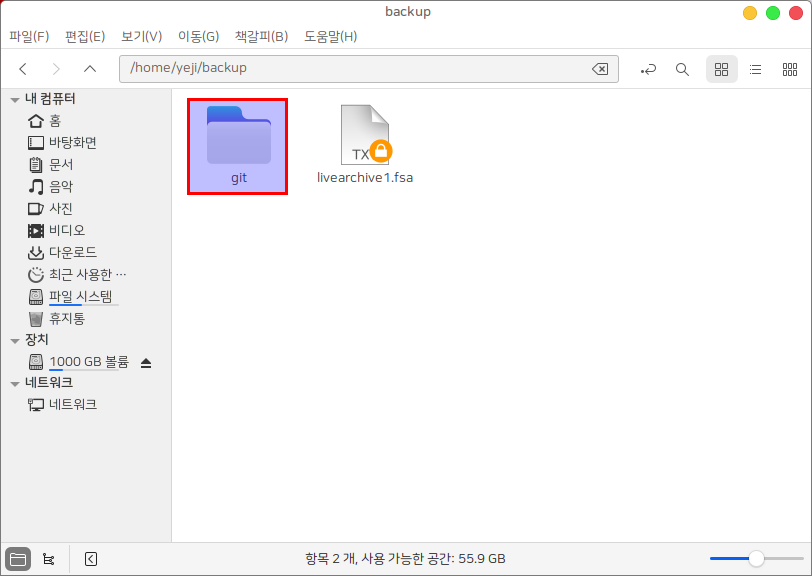 backup
파일(F) 편집(E) 보기(V) 이동(G) 책갈피(B) 도움말(H)
/home/yeji/backup
내 컴퓨터
홈
바탕화면
문서
음악
사진
비디오
다운로드
최근 사용한 ...
파일 시스템
휴지통
장치
1000 GB 볼륨
네트워크
네트워크
git
TX
livearchive1.fsa
항목 2 개, 사용 가능한 공간: 55.9 GB